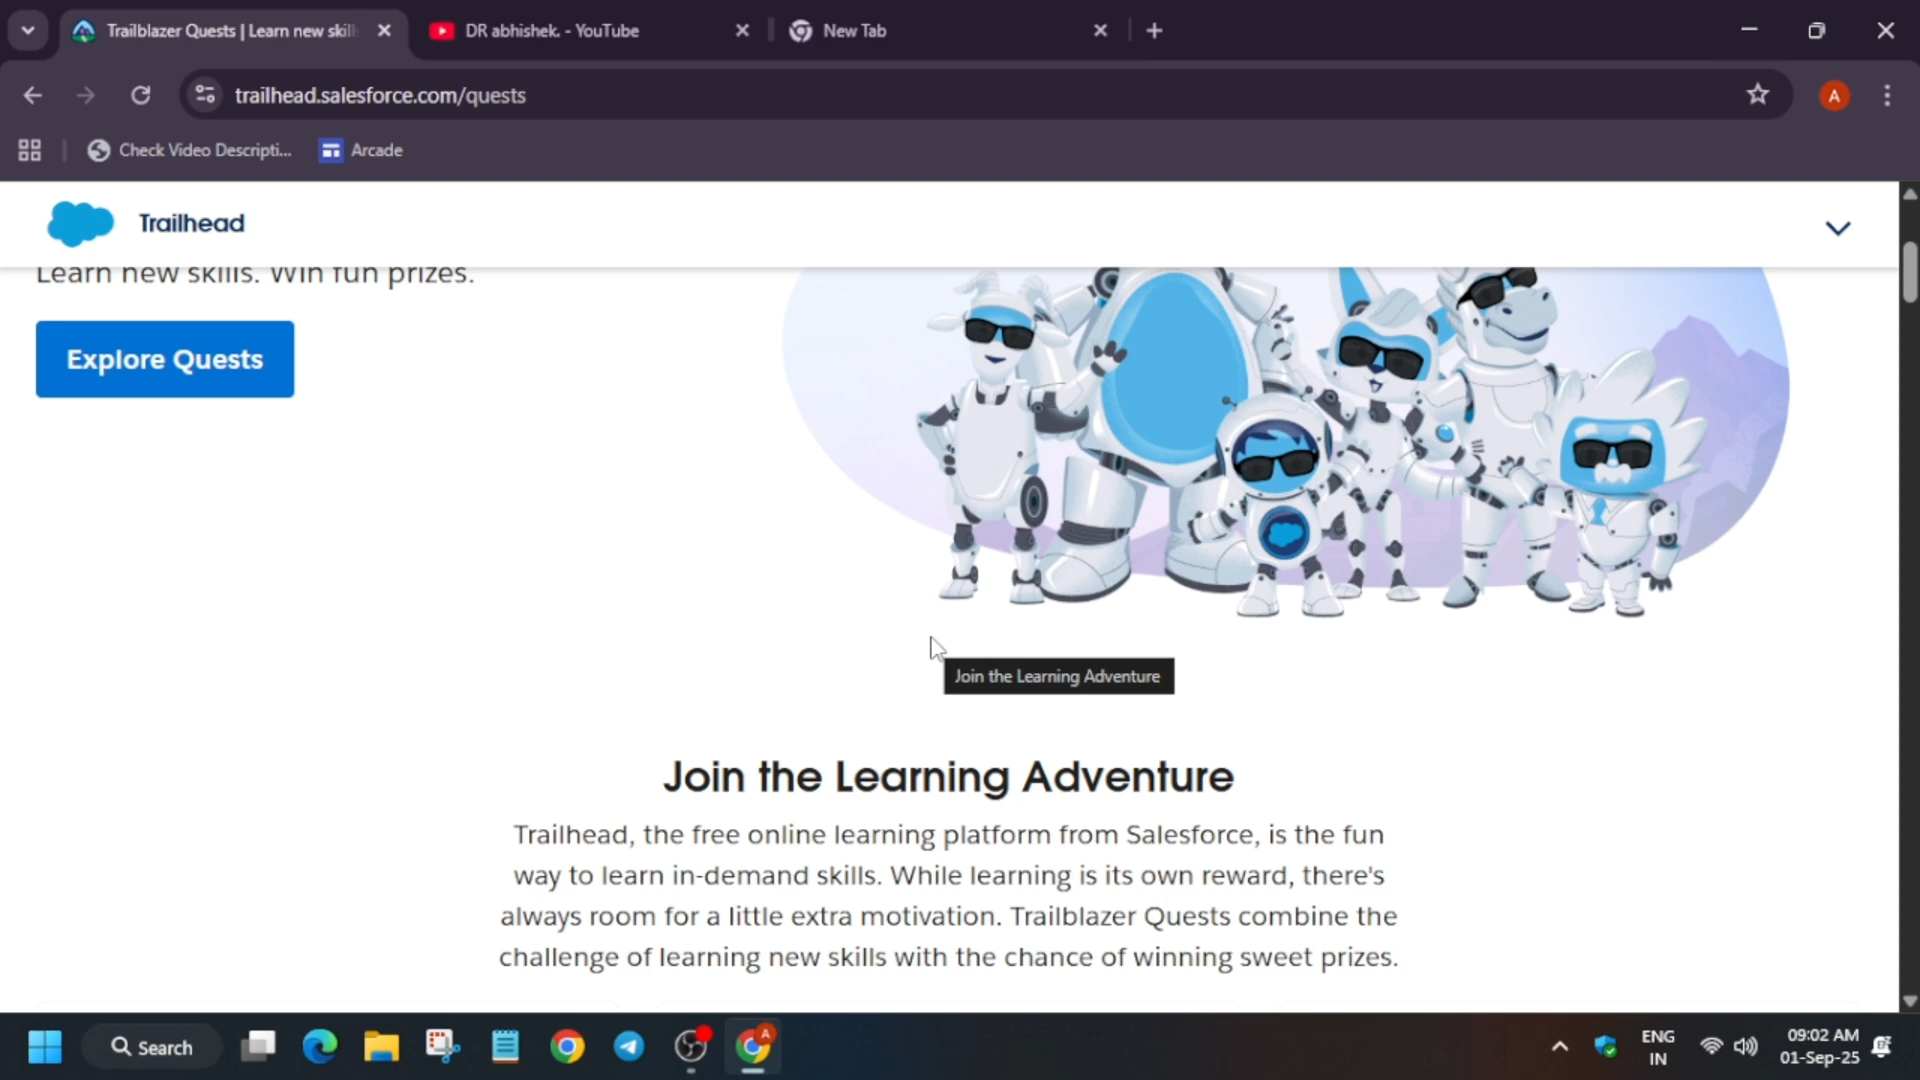 Trailblazer Quests | Learn new skill
DR abhishek. - YouTube
New Tab
trailhead.salesforce.com/quests
A
Check Video Descripti...
Arcade
Trailhead
Learn new skills. Win fun prizes.
Explore Quests
Join the Learning Adventure
Join the Learning Adventure
Trailhead, the free online learning platform from Salesforce, is the fun
way to learn in-demand skills. While learning is its own reward, there's
always room for a little extra motivation. Trailblazer Quests combine the
challenge of learning new skills with the chance of winning sweet prizes.
Search
A
ENG
IN
09:02 AM
01-Sep-25